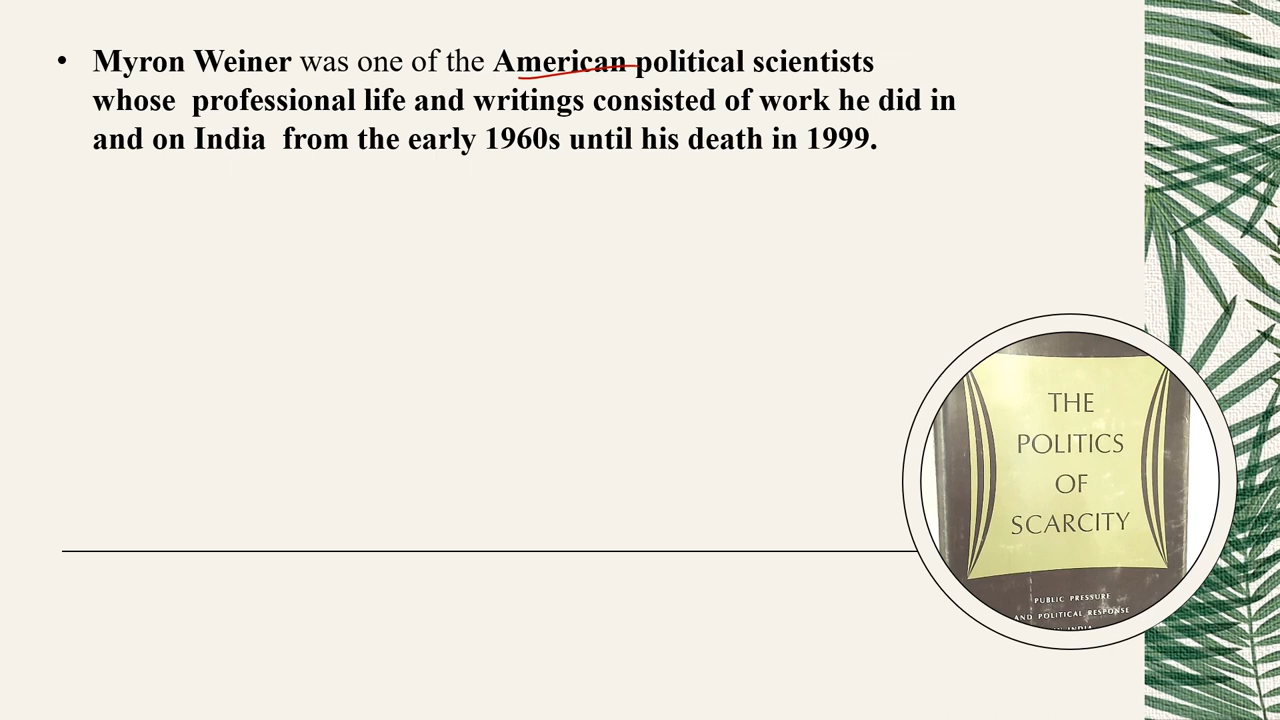 • Myron Weiner was one of the American political scientists
whose professional life and writings consisted of work he did in
and on India from the early 1960s until his death in 1999.
THE
POLITICS
OF
SCARCITY
PUBLIC PRESSURE
AND POLITICAL RESPONSE
INDIA